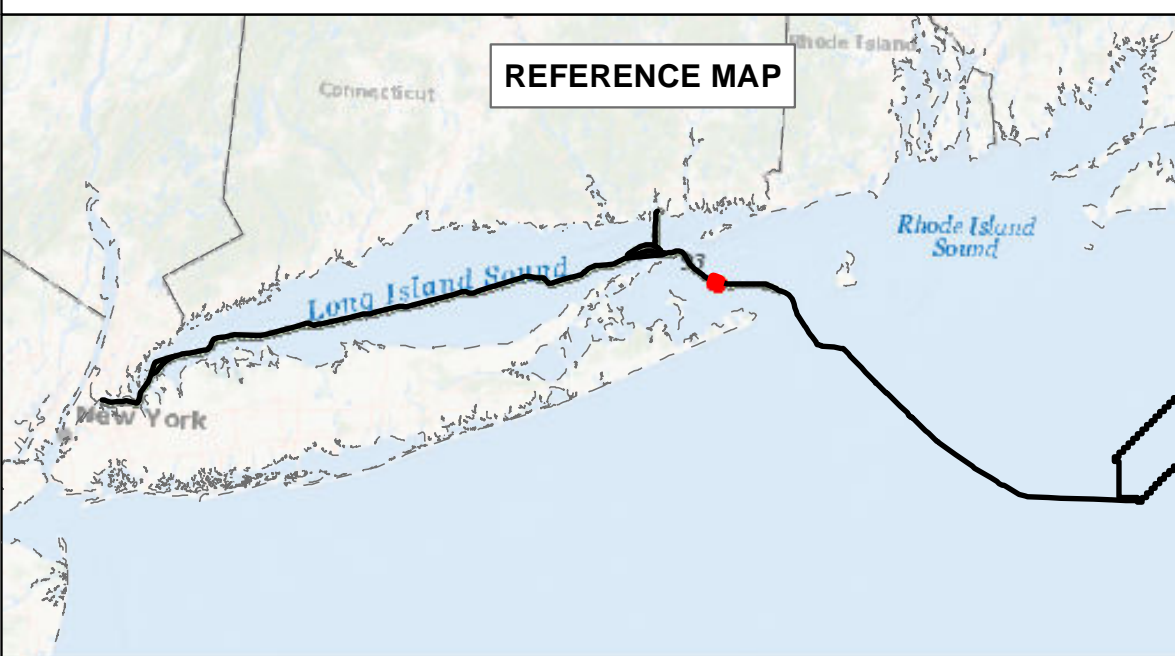 REFERENCE MAP
Rhode Island
Connecticut
Rhode Island
Sound
Long Island Sound
New York